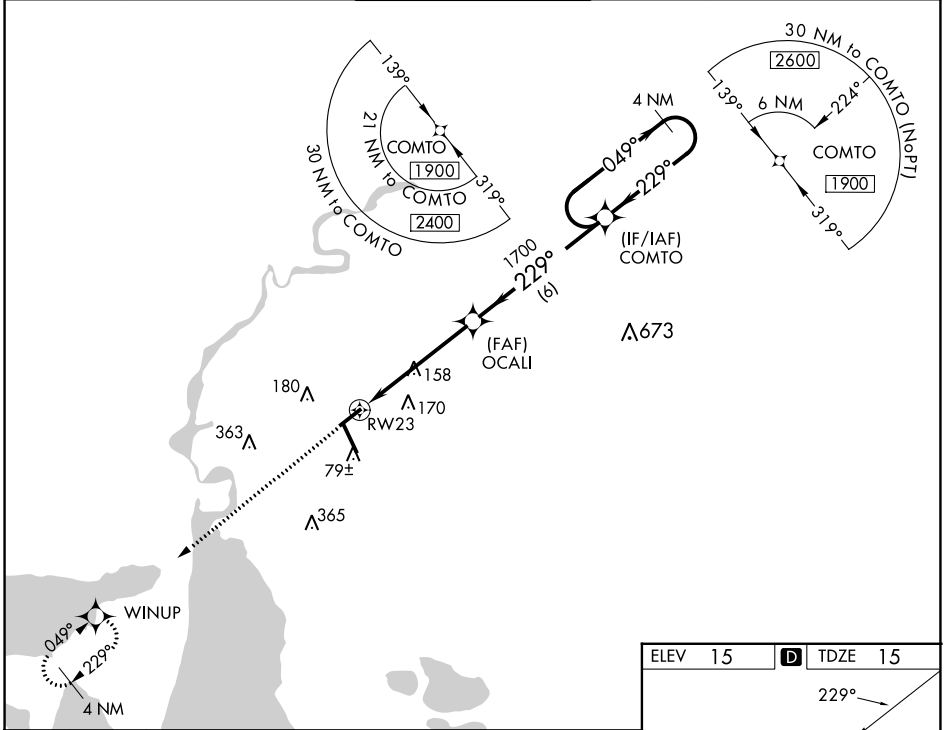 139°
COMTO
1900
21 NM to COMTO
2400
30 NM to COMTO
319°
30 NM to COMTO (NoPT)
2600
139°
6 NM
224°
COMTO
1900
319°
4 NM
049°
229°
(IF/IAF)
COMTO
1700
229°
(6)
(FAF)
OCALI
673
158
180
170
RW23
363
79±
365
WINUP
049°
229°
4 NM
ELEV 15 D TDZE 15
229°